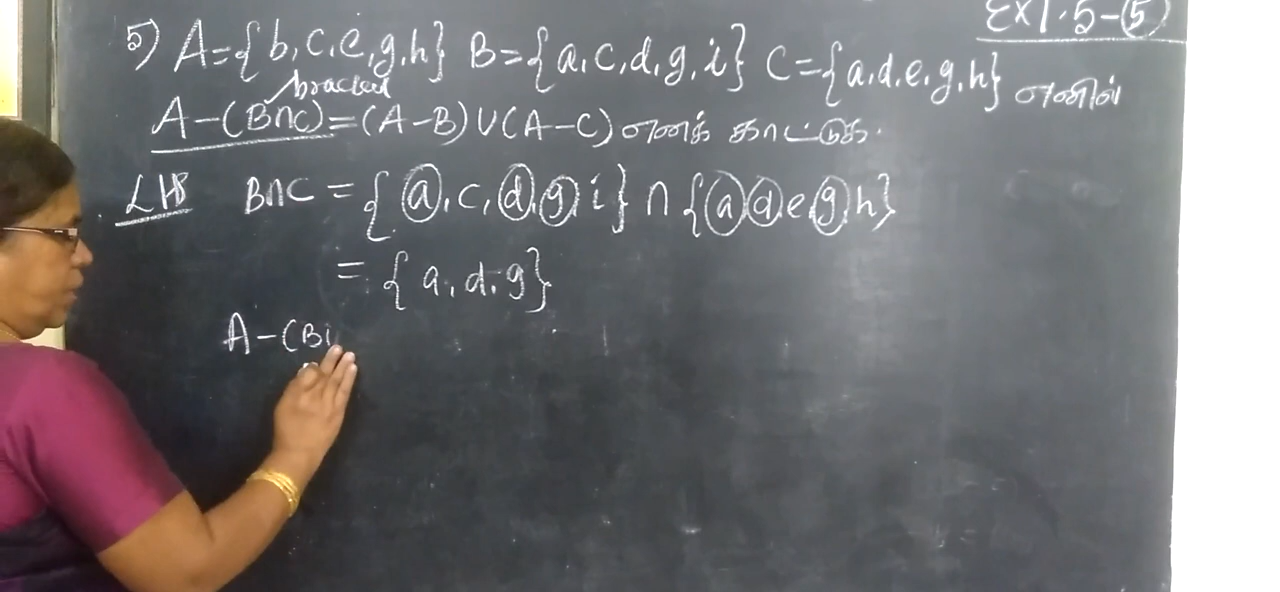 Ex 1.5-⑤
5) A={b,c,e,g,h} B={a,c,d,g,i} C={a,d,e,g,h} எனில்
bracket
A-(B∩C)=(A-B)∪(A-C) எனக் காட்டுக.
LHS B∩C = {a,c,d,g,i} ∩ {a,d,e,g,h}
= {a,d,g}
A-(B